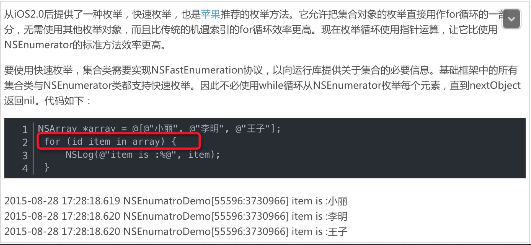 从iOS2.0后提供了一种枚举，快速枚举，也是苹果推荐的枚举方法。它允许把集合对象的枚举直接用作for循环的一部
分，无需使用其他枚举对象，而且比传统的机遇索引的for循环效率更高。现在枚举循环使用指针运算，让它比使用
NSEnumerator的标准方法效率更高。
要使用快速枚举，集合类需要实现NSFastEnumeration协议，以向运行库提供关于集合的必要信息。基础框架中的所有
集合类与NSEnumerator类都支持快速枚举。因此不必使用while循环从NSEnumerator枚举每个元素，直到nextObject
返回nil。代码如下：
1 NSArray *array = @[@"小丽", @"李明", @"王子"];
2 for (id item in array) {
3 NSLog(@"item is :%@", item);
4 }
2015-08-28 17:28:18.619 NSEnumatroDemo[55596:3730966] item is :小丽
2015-08-28 17:28:18.620 NSEnumatroDemo[55596:3730966] item is :李明
2015-08-28 17:28:18.620 NSEnumatroDemo[55596:3730966] item is :王子